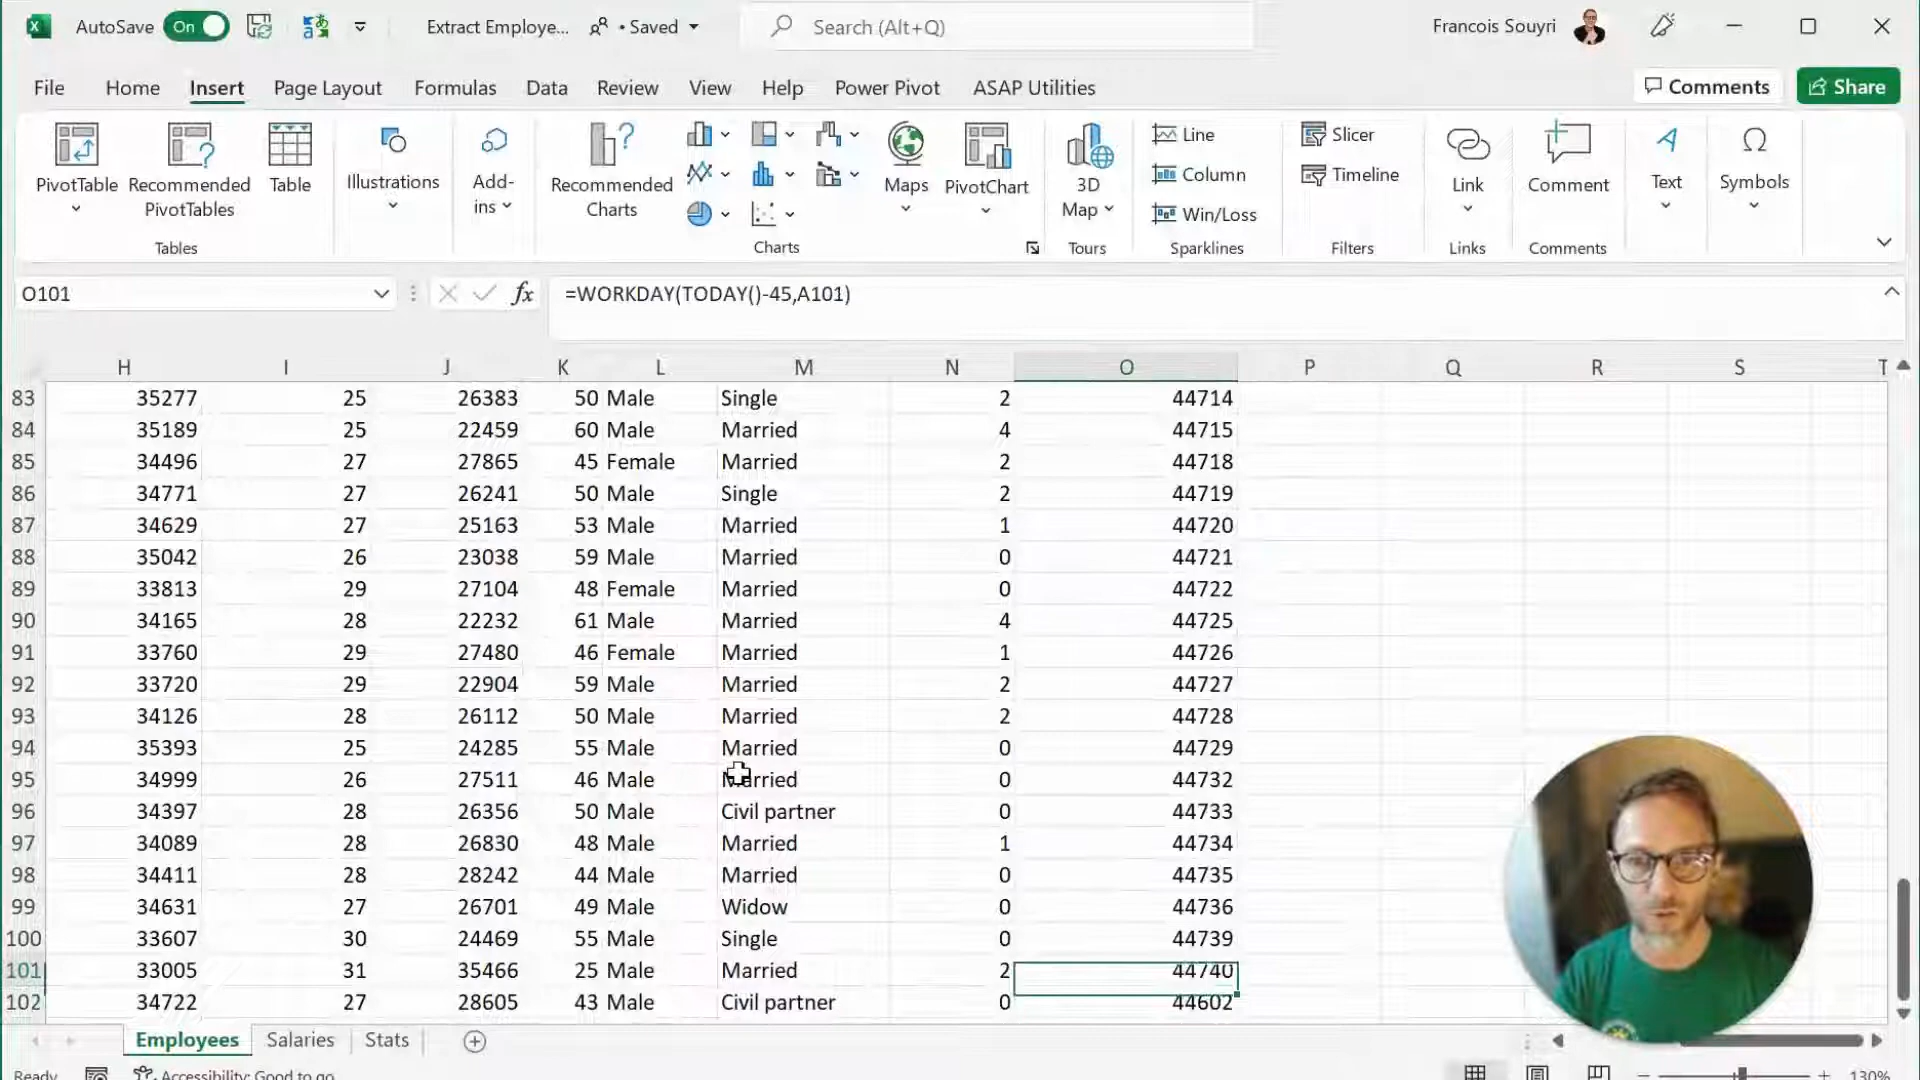 AutoSave On Extract Employe... • Saved Search (Alt+Q) Francois Souyri
File Home Insert Page Layout Formulas Data Review View Help Power Pivot ASAP Utilities Comments Share
PivotTable Recommended PivotTables Table Illustrations Add-ins Recommended Charts Maps PivotChart 3D Map Line Column Win/Loss Slicer Timeline Link Comment Text Symbols
Tables Charts Tours Sparklines Filters Links Comments
O101 fx =WORKDAY(TODAY()-45,A101)
H I J K L M N O P Q R S T
83 35277 25 26383 50 Male Single 2 44714
84 35189 25 22459 60 Male Married 4 44715
85 34496 27 27865 45 Female Married 2 44718
86 34771 27 26241 50 Male Single 2 44719
87 34629 27 25163 53 Male Married 1 44720
88 35042 26 23038 59 Male Married 0 44721
89 33813 29 27104 48 Female Married 0 44722
90 34165 28 22232 61 Male Married 4 44725
91 33760 29 27480 46 Female Married 1 44726
92 33720 29 22904 59 Male Married 2 44727
93 34126 28 26112 50 Male Married 2 44728
94 35393 25 24285 55 Male Married 0 44729
95 34999 26 27511 46 Male Married 0 44732
96 34397 28 26356 50 Male Civil partner 0 44733
97 34089 28 26830 48 Male Married 1 44734
98 34411 28 28242 44 Male Married 0 44735
99 34631 27 26701 49 Male Widow 0 44736
100 33607 30 24469 55 Male Single 0 44739
101 33005 31 35466 25 Male Married 2 44740
102 34722 27 28605 43 Male Civil partner 0 44602
Employees Salaries Stats
Ready Accessibility: Good to go 130%